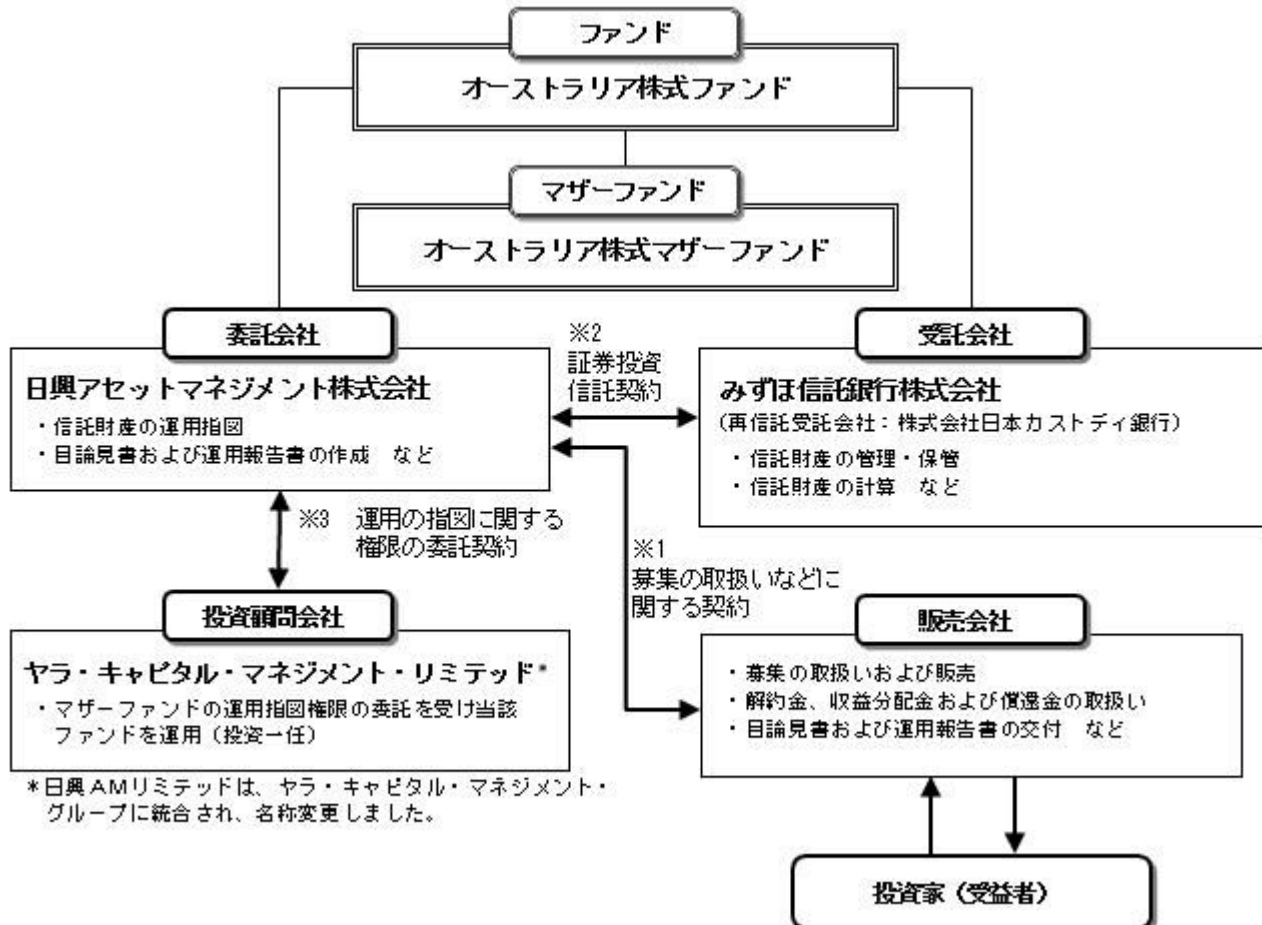 ファンド
オーストラリア株式ファンド
マザーファンド
オーストラリア株式マザーファンド
委託会社
日興アセットマネジメント株式会社
・信託財産の運用指図
・目論見書および運用報告書の作成 など
※2
証券投資
信託契約
受託会社
みずほ信託銀行株式会社
(再信託受託会社:株式会社日本カストディ銀行)
・信託財産の管理・保管
・信託財産の計算 など
※3 運用の指図に関する
権限の委託契約
※1
募集の取扱いなどに
関する契約
投資顧問会社
ヤラ・キャピタル・マネジメント・リミテッド*
・マザーファンドの運用指図権限の委託を受け当該
ファンドを運用(投資一任)
*日興AMリミテッドは、ヤラ・キャピタル・マネジメント・
グループに統合され、名称変更しました。
販売会社
・募集の取扱いおよび販売
・解約金、収益分配金および償還金の取扱い
・目論見書および運用報告書の交付 など
投資家(受益者)